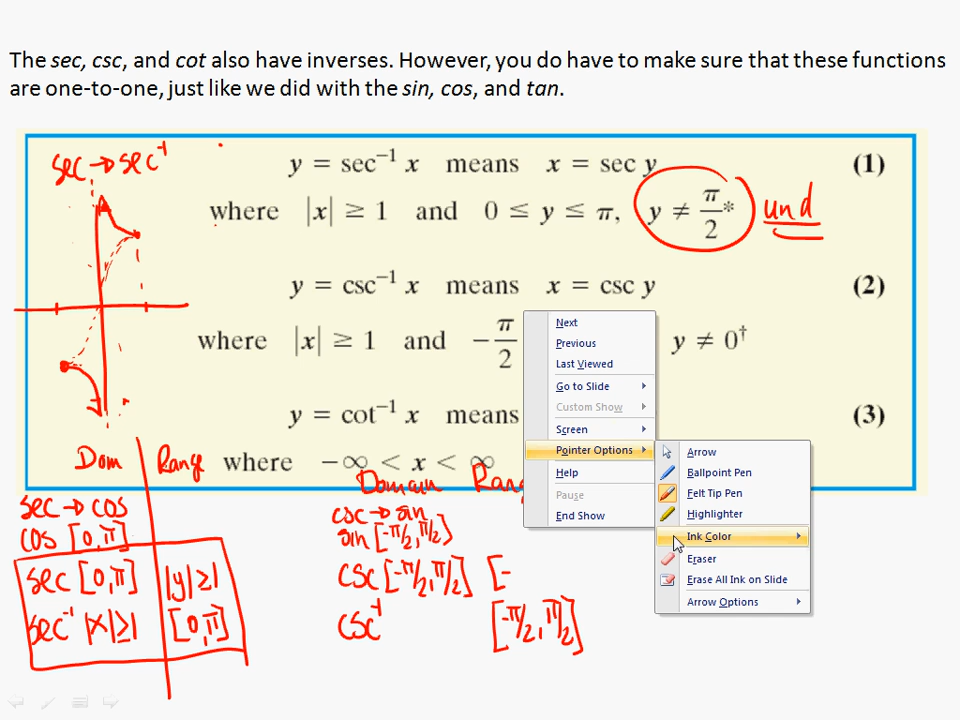 The sec, csc, and cot also have inverses. However, you do have to make sure that these functions
are one-to-one, just like we did with the sin, cos, and tan.
sec → sec⁻¹
y = sec⁻¹ x means x = sec y (1)
where |x| ≥ 1 and 0 ≤ y ≤ π, y ≠ π/2* und
y = csc⁻¹ x means x = csc y (2)
where |x| ≥ 1 and -π/2 y ≠ 0†
y = cot⁻¹ x means (3)
where -∞ < x < ∞
Next
Previous
Last Viewed
Go to Slide
Custom Show
Screen
Pointer Options
Help
Pause
End Show
Arrow
Ballpoint Pen
Felt Tip Pen
Highlighter
Ink Color
Eraser
Erase All Ink on Slide
Arrow Options
Dom Rang
sec → cos
cos [0,π]
sec [0,π] |y|≥1
sec⁻¹ |x|≥1 [0,π]
Domain Rang
csc → sin
sin [-π/2, π/2]
csc [-π/2, π/2] [-
csc⁻¹ [-π/2, π/2]